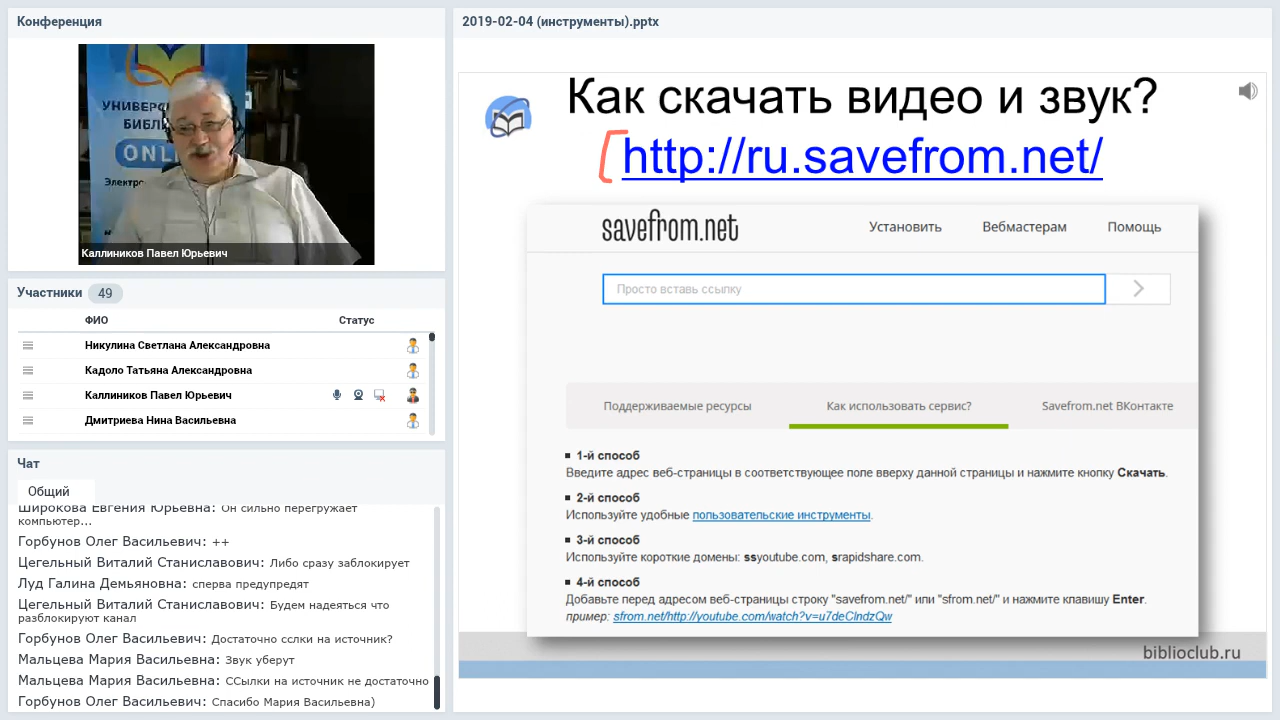 Конференция
УНИВЕР
БИБЛИ
ONL
Электро
Каллиников Павел Юрьевич
Участники 49
ФИО Статус
Никулина Светлана Александровна
Кадоло Татьяна Александровна
Каллиников Павел Юрьевич
Дмитриева Нина Васильевна
Чат
Общий
Широкова Евгения Юрьевна: Он сильно перегружает
компьютер...
Горбунов Олег Васильевич: ++
Цегельный Виталий Станиславович: Либо сразу заблокирует
Луд Галина Демьяновна: сперва предупредят
Цегельный Виталий Станиславович: Будем надеяться что
разблокируют канал
Горбунов Олег Васильевич: Достаточно сслки на источник?
Мальцева Мария Васильевна: Звук уберут
Мальцева Мария Васильевна: ССылки на источник не достаточно
Горбунов Олег Васильевич: Спасибо Мария Васильевна)
2019-02-04 (инструменты).pptx
Как скачать видео и звук?
http://ru.savefrom.net/
savefrom.net Установить Вебмастерам Помощь
Просто вставь ссылку
Поддерживаемые ресурсы Как использовать сервис? Savefrom.net ВКонтакте
1-й способ
Введите адрес веб-страницы в соответствующее поле вверху данной страницы и нажмите кнопку Скачать.
2-й способ
Используйте удобные пользовательские инструменты.
3-й способ
Используйте короткие домены: ssyoutube.com, srapidshare.com.
4-й способ
Добавьте перед адресом веб-страницы строку "savefrom.net/" или "sfrom.net/" и нажмите клавишу Enter.
пример: sfrom.net/http://youtube.com/watch?v=u7deClndzQw
biblioclub.ru